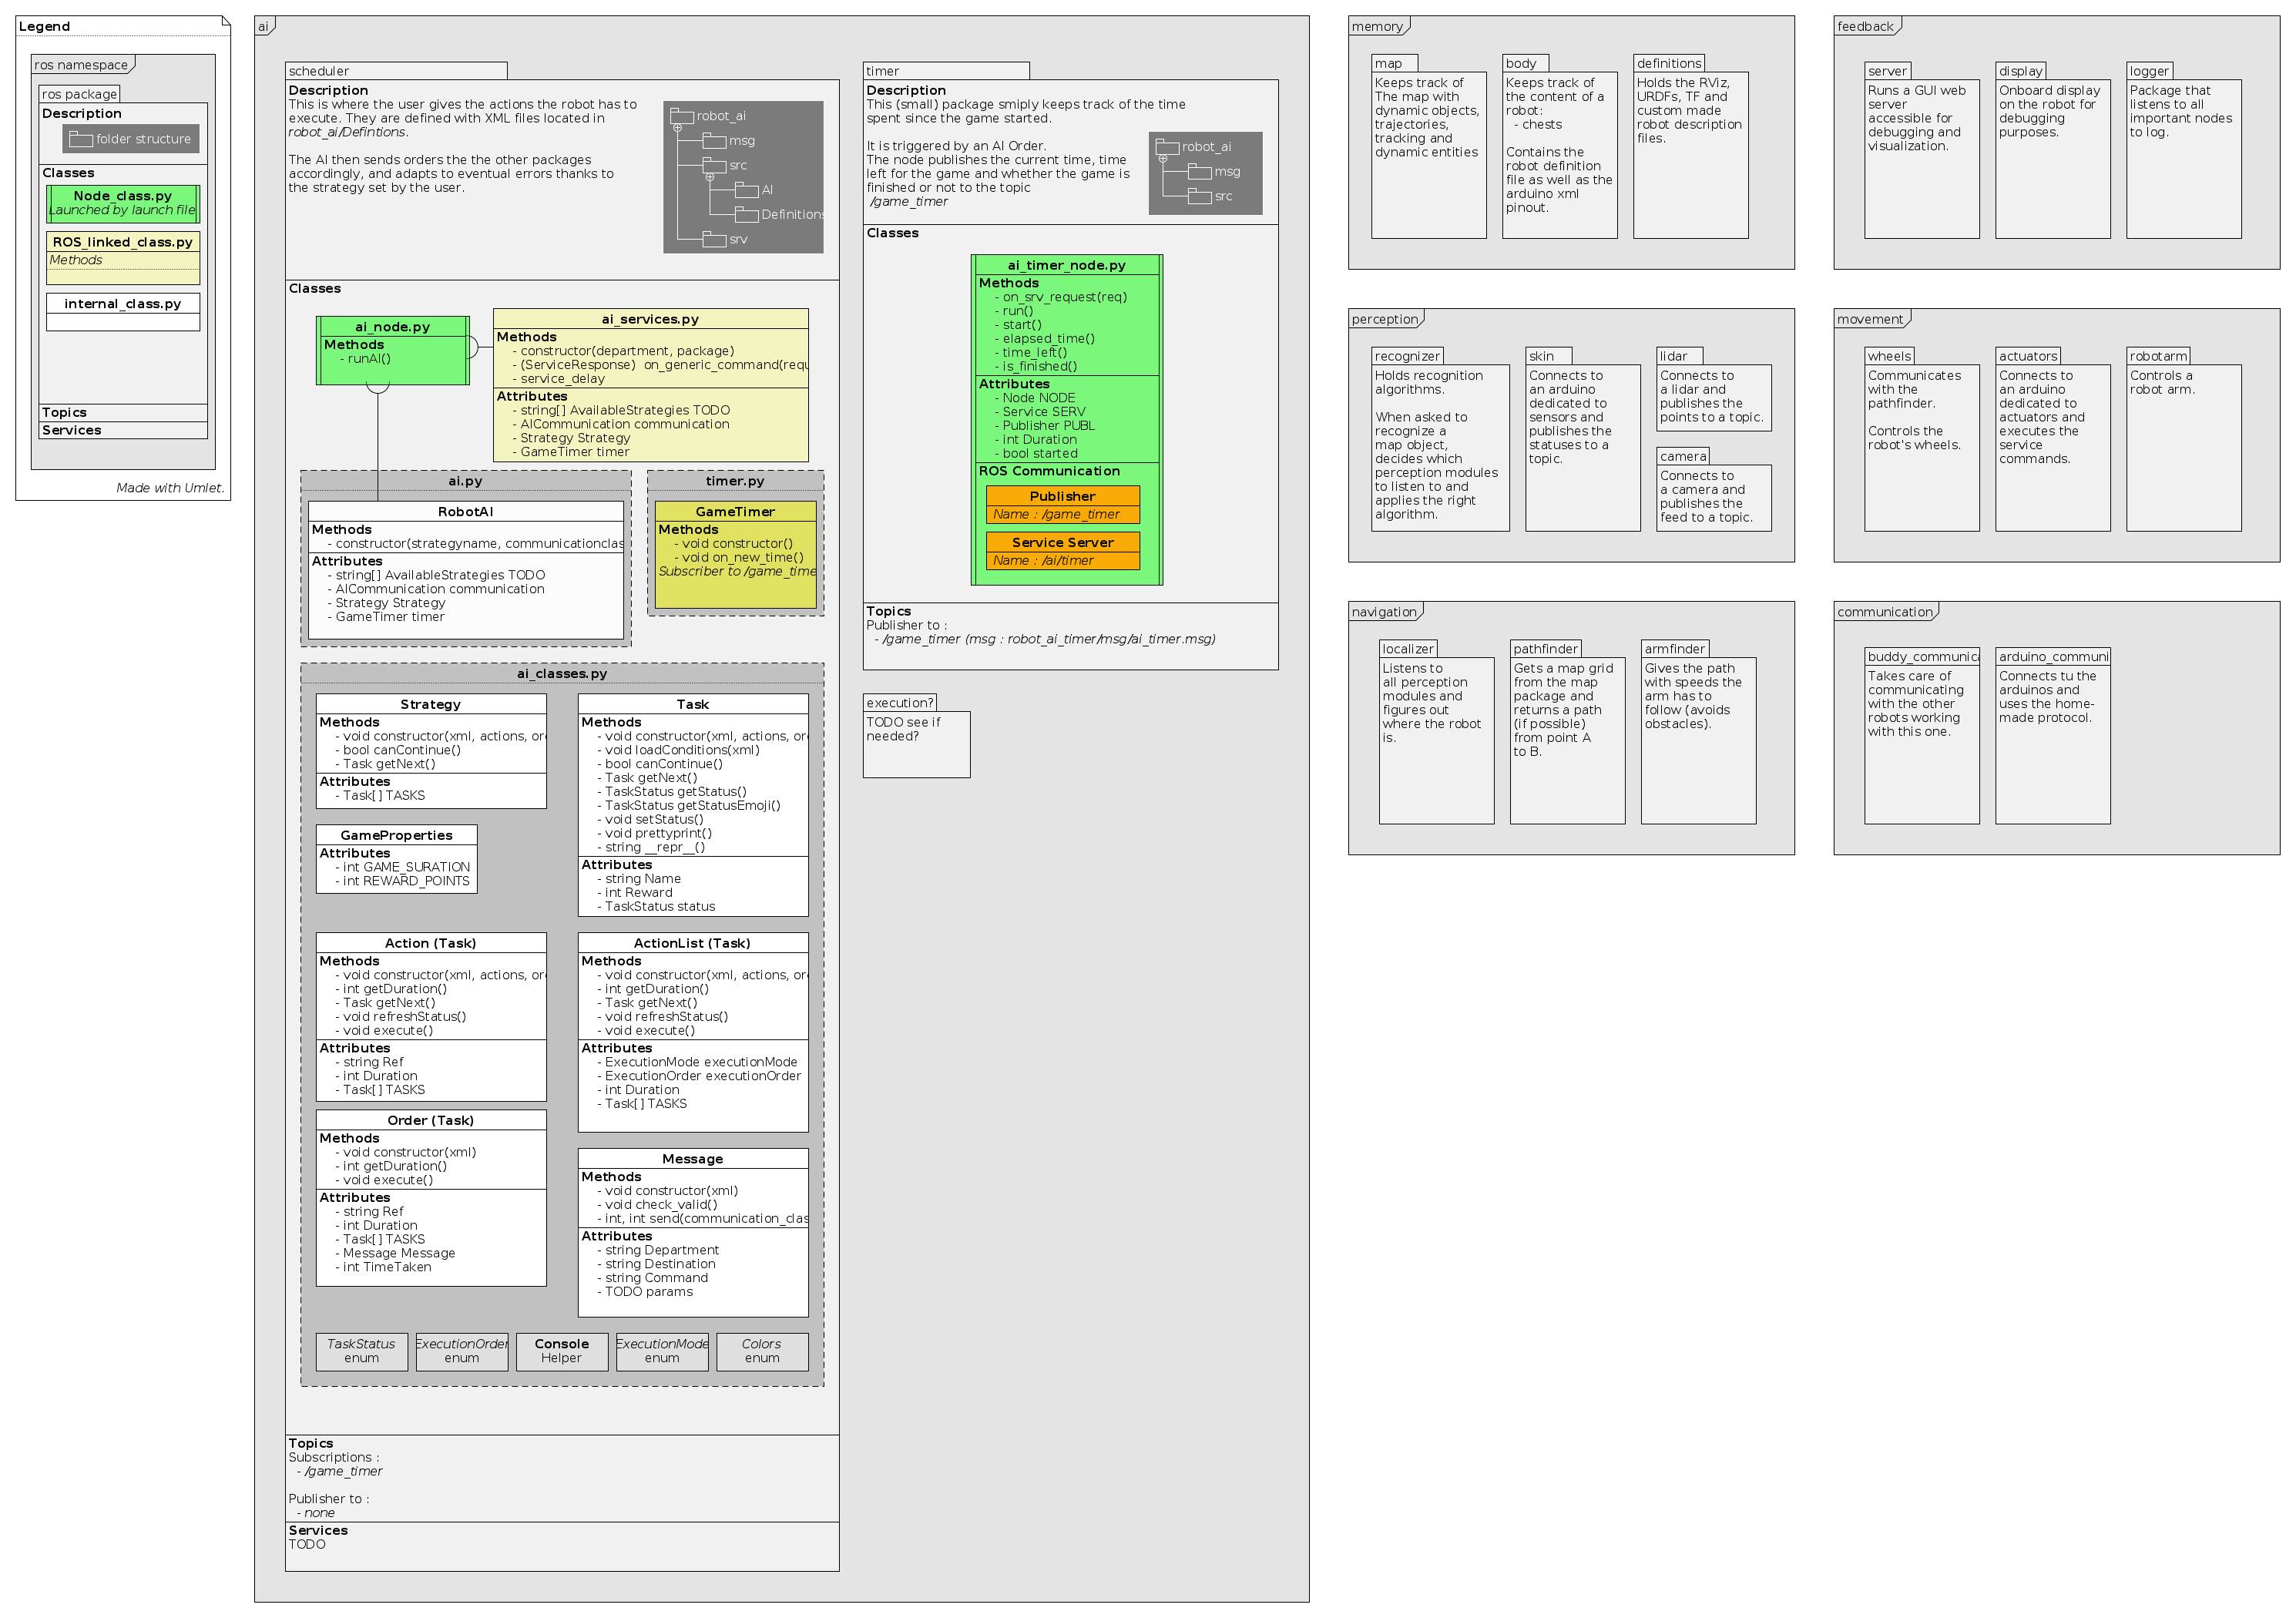 Legend
ros namespace
ros package
Description
folder structure
Classes
Node_class.py
Launched by launch file
ROS_linked_class.py
Methods
internal_class.py
Topics
Services
Made with Umlet.
ai
scheduler
Description
This is where the user gives the actions the robot has to
execute. They are defined with XML files located in
robot_ai/Defintions.
The AI then sends orders the the other packages
accordingly, and adapts to eventual errors thanks to
the strategy set by the user.
robot_ai
msg
src
AI
Definitions
srv
Classes
ai_node.py
Methods
- runAI()
ai_services.py
Methods
- constructor(department, package)
- (ServiceResponse)  on_generic_command(requ
- service_delay
Attributes
- string[] AvailableStrategies TODO
- AICommunication communication
- Strategy Strategy
- GameTimer timer
ai.py
RobotAI
Methods
- constructor(strategyname, communicationclas
Attributes
- string[] AvailableStrategies TODO
- AICommunication communication
- Strategy Strategy
- GameTimer timer
timer.py
GameTimer
Methods
- void constructor()
- void on_new_time()
Subscriber to /game_time
ai_classes.py
Strategy
Methods
- void constructor(xml, actions, ord
- bool canContinue()
- Task getNext()
Attributes
- Task[] TASKS
Task
Methods
- void constructor(xml, actions, ord
- void loadConditions(xml)
- bool canContinue()
- Task getNext()
- TaskStatus getStatus()
- TaskStatus getStatusEmoji()
- void setStatus()
- void prettyprint()
- string __repr__()
Attributes
- string Name
- int Reward
- TaskStatus status
GameProperties
Attributes
- int GAME_SURATION
- int REWARD_POINTS
Action (Task)
Methods
- void constructor(xml, actions, ord
- int getDuration()
- Task getNext()
- void refreshStatus()
- void execute()
Attributes
- string Ref
- int Duration
- Task[] TASKS
ActionList (Task)
Methods
- void constructor(xml, actions, ord
- int getDuration()
- Task getNext()
- void refreshStatus()
- void execute()
Attributes
- ExecutionMode executionMode
- ExecutionOrder executionOrder
- int Duration
- Task[] TASKS
Order (Task)
Methods
- void constructor(xml)
- int getDuration()
- void execute()
Attributes
- string Ref
- int Duration
- Task[] TASKS
- Message Message
- int TimeTaken
Message
Methods
- void constructor(xml)
- void check_valid()
- int, int send(communication_clas
Attributes
- string Department
- string Destination
- string Command
- TODO params
TaskStatus
enum
ExecutionOrder
enum
Console
Helper
ExecutionMode
enum
Colors
enum
Topics
Subscriptions :
- /game_timer
Publisher to :
- none
Services
TODO
timer
Description
This (small) package smiply keeps track of the time
spent since the game started.
It is triggered by an AI Order.
The node publishes the current time, time
left for the game and whether the game is
finished or not to the topic
/game_timer
robot_ai
msg
src
Classes
ai_timer_node.py
Methods
- on_srv_request(req)
- run()
- start()
- elapsed_time()
- time_left()
- is_finished()
Attributes
- Node NODE
- Service SERV
- Publisher PUBL
- int Duration
- bool started
ROS Communication
Publisher
Name : /game_timer
Service Server
Name : /ai/timer
Topics
Publisher to :
- /game_timer (msg : robot_ai_timer/msg/ai_timer.msg)
execution?
TODO see if
needed?
memory
map
Keeps track of
The map with
dynamic objects,
trajectories,
tracking and
dynamic entities
body
Keeps track of
the content of a
robot:
- chests
Contains the
robot definition
file as well as the
arduino xml
pinout.
definitions
Holds the RViz,
URDFs, TF and
custom made
robot description
files.
feedback
server
Runs a GUI web
server
accessible for
debugging and
visualization.
display
Onboard display
on the robot for
debugging
purposes.
logger
Package that
listens to all
important nodes
to log.
perception
recognizer
Holds recognition
algorithms.
When asked to
recognize a
map object,
decides which
perception modules
to listen to and
applies the right
algorithm.
skin
Connects to
an arduino
dedicated to
sensors and
publishes the
statuses to a
topic.
lidar
Connects to
a lidar and
publishes the
points to a topic.
camera
Connects to
a camera and
publishes the
feed to a topic.
movement
wheels
Communicates
with the
pathfinder.
Controls the
robot's wheels.
actuators
Connects to
an arduino
dedicated to
actuators and
executes the
service
commands.
robotarm
Controls a
robot arm.
navigation
localizer
Listens to
all perception
modules and
figures out
where the robot
is.
pathfinder
Gets a map grid
from the map
package and
returns a path
(if possible)
from point A
to B.
armfinder
Gives the path
with speeds the
arm has to
follow (avoids
obstacles).
communication
buddy_communica
Takes care of
communicating
with the other
robots working
with this one.
arduino_communi
Connects tu the
arduinos and
uses the home-
made protocol.